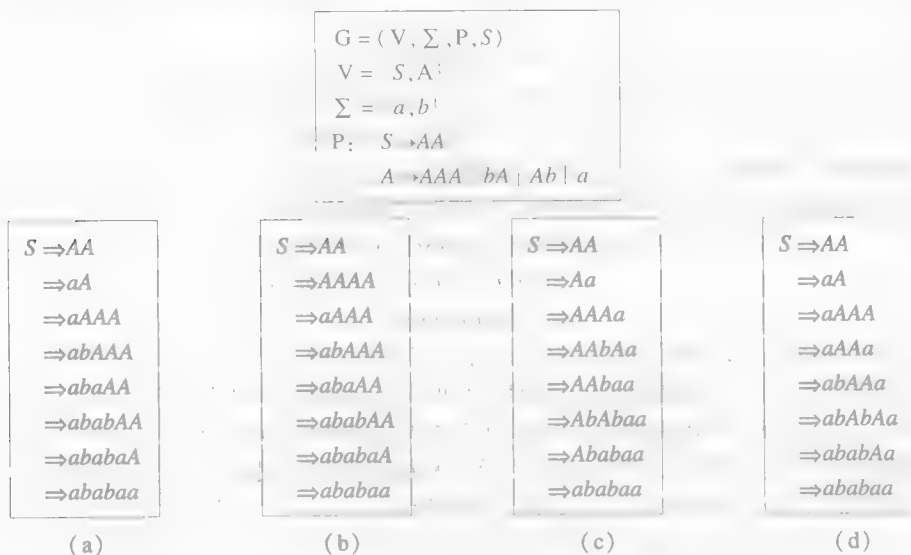 G = (V, Σ, P, S)
V = S, A
Σ = a, b
P: S → AA
A → AAA bA | Ab | a
S ⇒ AA
⇒ aA
⇒ aAAA
⇒ abAAA
⇒ abaAA
⇒ ababAA
⇒ ababaA
⇒ ababaa
(a)
S ⇒ AA
⇒ AAAA
⇒ aAAA
⇒ abAAA
⇒ abaAA
⇒ ababAA
⇒ ababaA
⇒ ababaa
(b)
S ⇒ AA
⇒ Aa
⇒ AAAa
⇒ AAbAa
⇒ AAbaa
⇒ AbAbaa
⇒ Ababaa
⇒ ababaa
(c)
S ⇒ AA
⇒ aA
⇒ aAAA
⇒ aAAa
⇒ abAAa
⇒ abAbAa
⇒ ababAa
⇒ ababaa
(d)